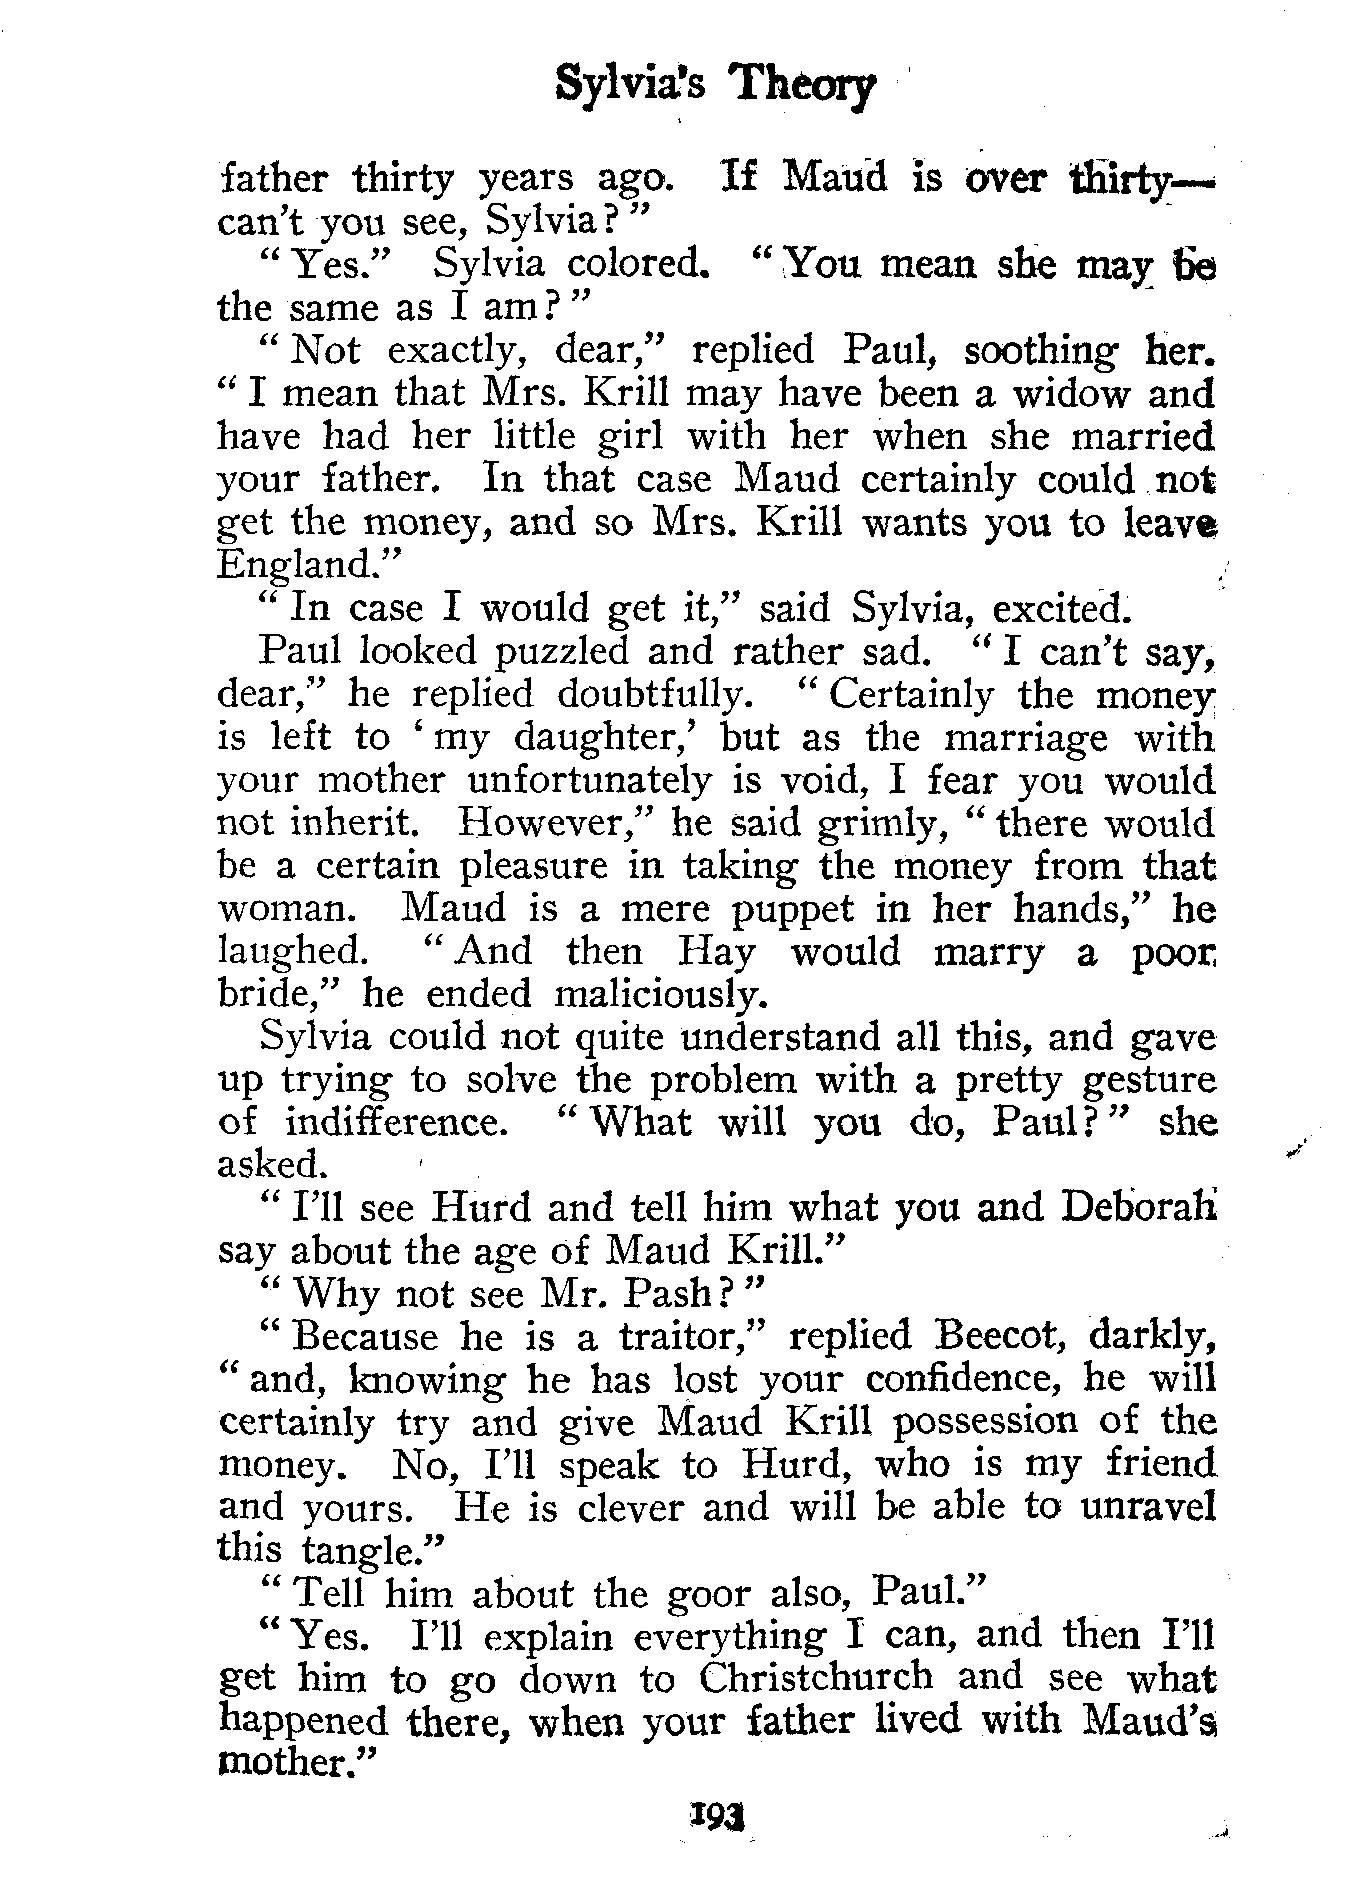 Sylvia's Theory
father thirty years ago. If Maud is over thirty—
can't you see, Sylvia?"
"Yes." Sylvia colored. "You mean she may be
the same as I am?"
"Not exactly, dear," replied Paul, soothing her.
"I mean that Mrs. Krill may have been a widow and
have had her little girl with her when she married
your father. In that case Maud certainly could not
get the money, and so Mrs. Krill wants you to leave
England."
"In case I would get it," said Sylvia, excited.
Paul looked puzzled and rather sad. "I can't say,
dear," he replied doubtfully. "Certainly the money
is left to 'my daughter,' but as the marriage with
your mother unfortunately is void, I fear you would
not inherit. However," he said grimly, "there would
be a certain pleasure in taking the money from that
woman. Maud is a mere puppet in her hands," he
laughed. "And then Hay would marry a poor
bride," he ended maliciously.
Sylvia could not quite understand all this, and gave
up trying to solve the problem with a pretty gesture
of indifference. "What will you do, Paul?" she
asked.
"I'll see Hurd and tell him what you and Deborah
say about the age of Maud Krill."
"Why not see Mr. Pash?"
"Because he is a traitor," replied Beecot, darkly,
"and, knowing he has lost your confidence, he will
certainly try and give Maud Krill possession of the
money. No, I'll speak to Hurd, who is my friend
and yours. He is clever and will be able to unravel
this tangle."
"Tell him about the goor also, Paul."
"Yes. I'll explain everything I can, and then I'll
get him to go down to Christchurch and see what
happened there, when your father lived with Maud's
mother."
193